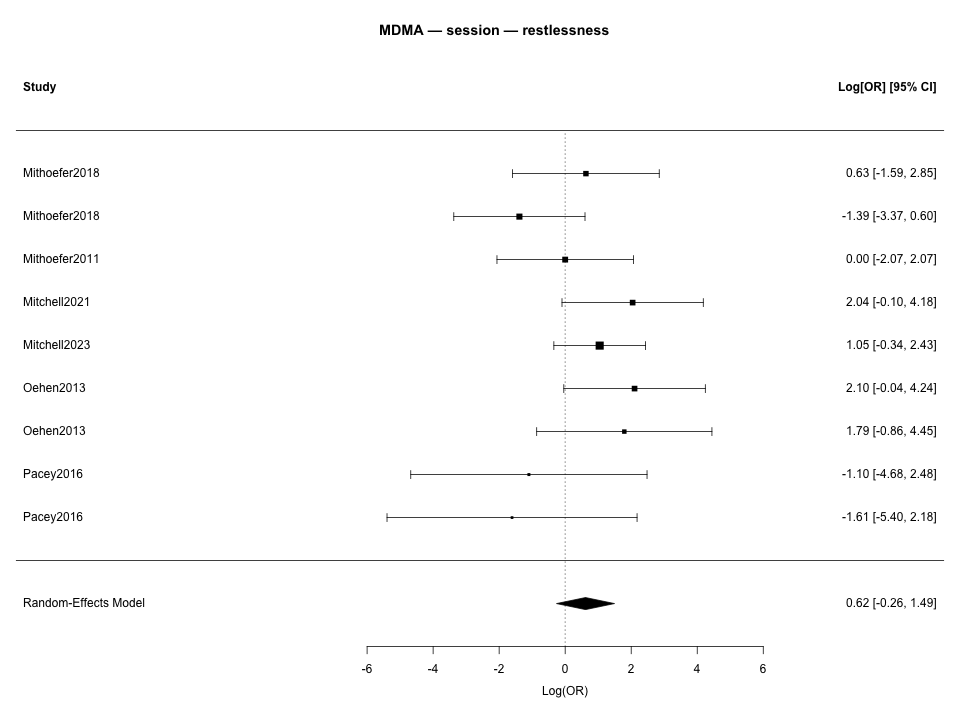 MDMA — session — restlessness
Study Log[OR] [95% CI]
Mithoefer2018 0.63 [-1.59, 2.85]
Mithoefer2018 -1.39 [-3.37, 0.60]
Mithoefer2011 0.00 [-2.07, 2.07]
Mitchell2021 2.04 [-0.10, 4.18]
Mitchell2023 1.05 [-0.34, 2.43]
Oehen2013 2.10 [-0.04, 4.24]
Oehen2013 1.79 [-0.86, 4.45]
Pacey2016 -1.10 [-4.68, 2.48]
Pacey2016 -1.61 [-5.40, 2.18]
Random-Effects Model 0.62 [-0.26, 1.49]
-6 -4 -2 0 2 4 6
Log(OR)